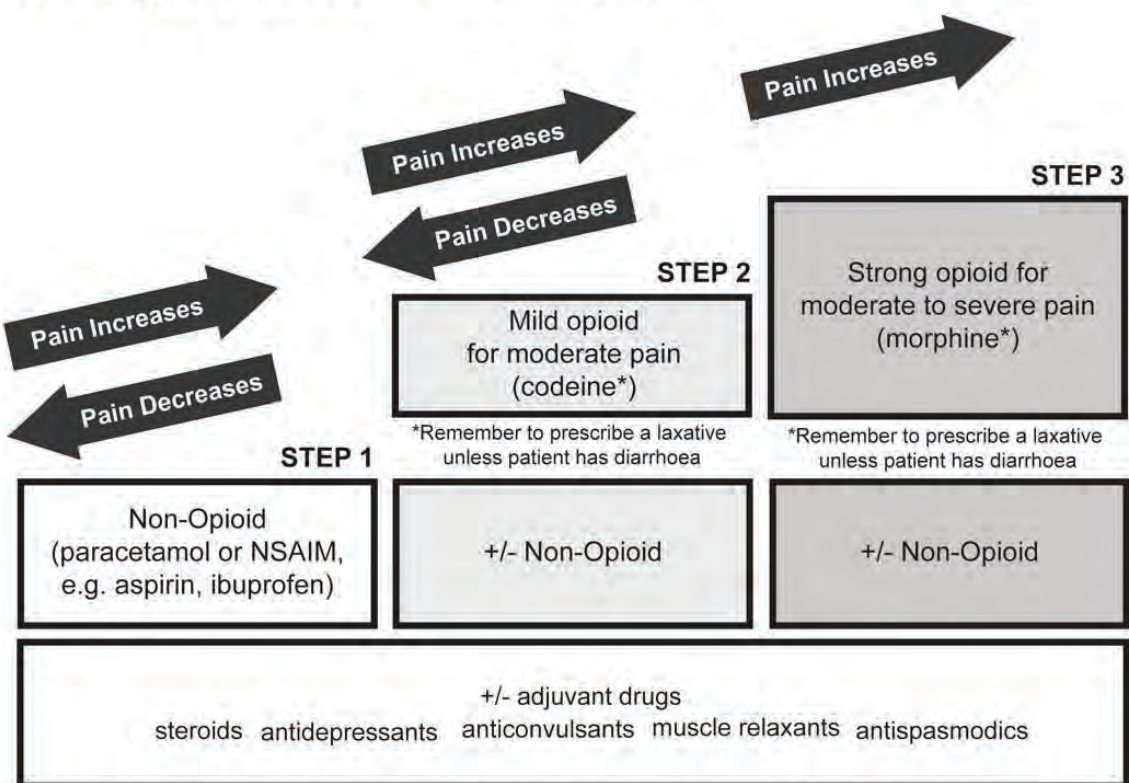 Pain Increases
Pain Increases
Pain Decreases
STEP 3
Strong opioid for
moderate to severe pain
(morphine*)
STEP 2
Mild opioid
for moderate pain
(codeine*)
Pain Increases
Pain Decreases
*Remember to prescribe a laxative
unless patient has diarrhoea
*Remember to prescribe a laxative
unless patient has diarrhoea
STEP 1
Non-Opioid
(paracetamol or NSAIM,
e.g. aspirin, ibuprofen)
+/- Non-Opioid
+/- Non-Opioid
+/- adjuvant drugs
steroids antidepressants anticonvulsants muscle relaxants antispasmodics